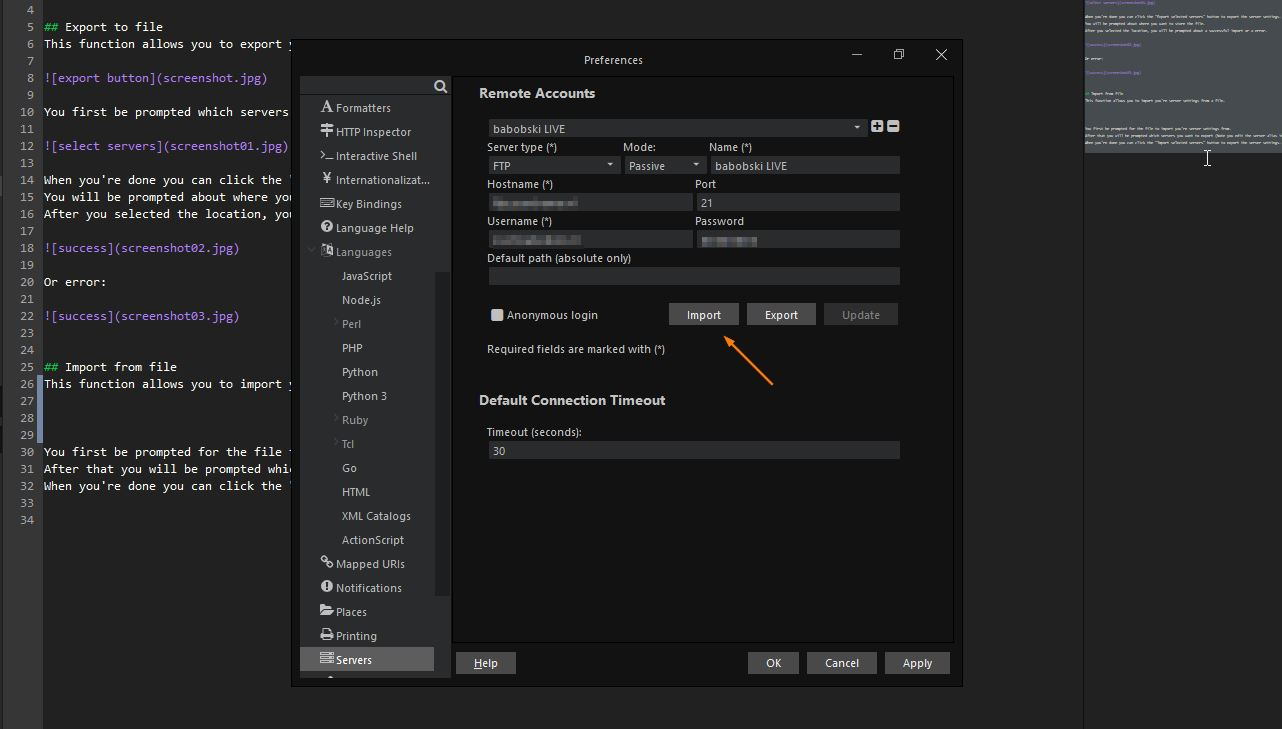 4
5 ## Export to file
6 This function allows you to export
7
8 ![export button](screenshot.jpg)
9
10 You first be prompted which servers
11
12 ![select servers](screenshot01.jpg)
13
14 When you're done you can click the "
15 You will be prompted about where you
16 After you selected the location, you
17
18 ![success](screenshot02.jpg)
19
20 Or error:
21
22 ![success](screenshot03.jpg)
23
24
25 ## Import from file
26 This function allows you to import
27
28
29
30 You first be prompted for the file
31 After that you will be prompted
32 When you're done you can click the "
33
34
Preferences
Formatters
HTTP Inspector
Interactive Shell
Internationalizat...
Key Bindings
Language Help
Languages
JavaScript
Node.js
Perl
PHP
Python
Python 3
Ruby
Tcl
Go
HTML
XML Catalogs
ActionScript
Mapped URIs
Notifications
Places
Printing
Servers
Remote Accounts
babobski LIVE
Server type (*) Mode: Name (*)
FTP Passive babobski LIVE
Hostname (*) Port
21
Username (*) Password
Default path (absolute only)
Anonymous login Import Export Update
Required fields are marked with (*)
Default Connection Timeout
Timeout (seconds):
30
Help OK Cancel Apply